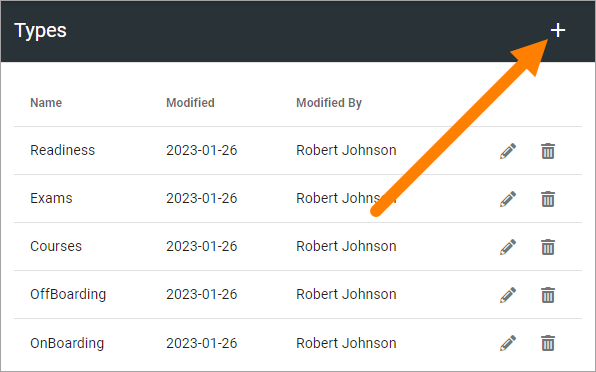 Types
Name Modified Modified By
Readiness 2023-01-26 Robert Johnson
Exams 2023-01-26 Robert Johnson
Courses 2023-01-26 Robert Johnson
OffBoarding 2023-01-26 Robert Johnson
OnBoarding 2023-01-26 Robert Johnson